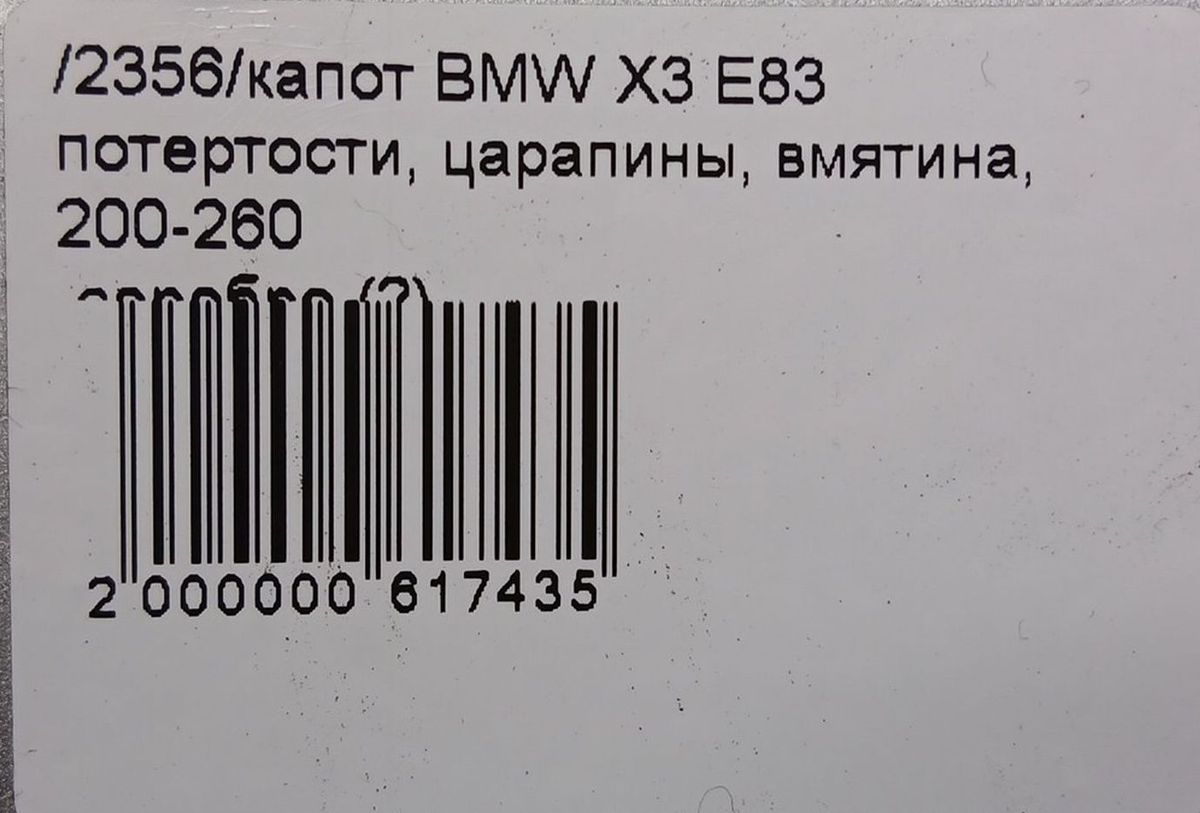 /2356/капот BMW X3 E83
потертости, царапины, вмятина,
200-260
2 000000 617435